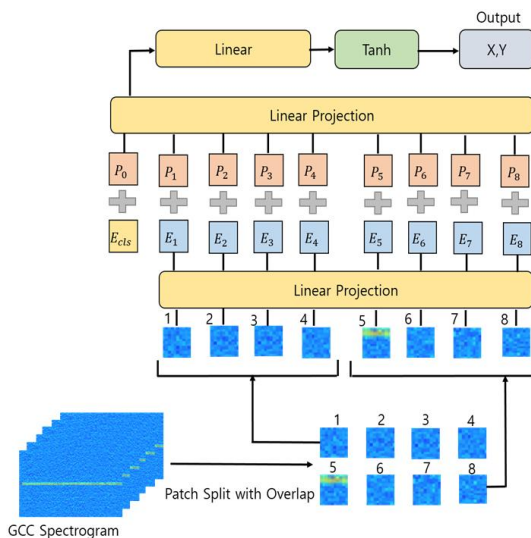 Output
Linear
Tanh
X,Y
Linear Projection
P0 P1 P2 P3 P4 P5 P6 P7 P8
Ecls E1 E2 E3 E4 E5 E6 E7 E8
Linear Projection
1 2 3 4 5 6 7 8
1 2 3 4
5 6 7 8
Patch Split with Overlap
GCC Spectrogram